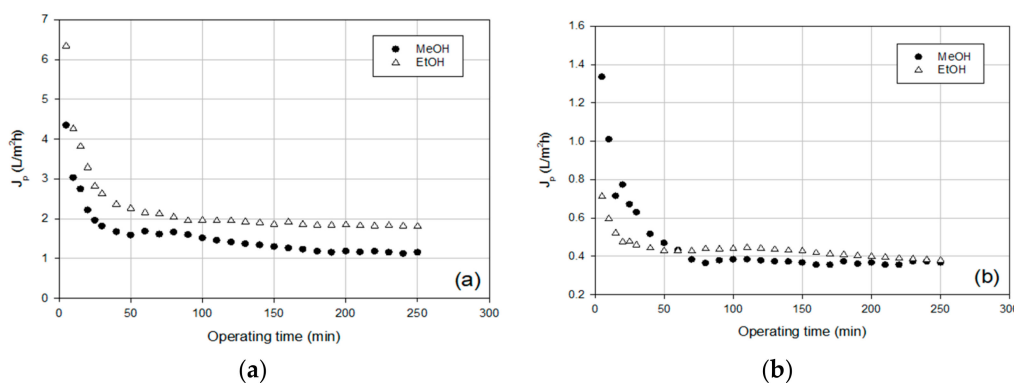 7
6
5
4
3
2
1
0
J_p (L/m²h)
MeOH
EtOH
(a)
0 50 100 150 200 250 300
Operating time (min)
(a)
1.6
1.4
1.2
1.0
0.8
0.6
0.4
0.2
J_p (L/m²h)
MeOH
EtOH
(b)
0 50 100 150 200 250 300
Operating time (min)
(b)